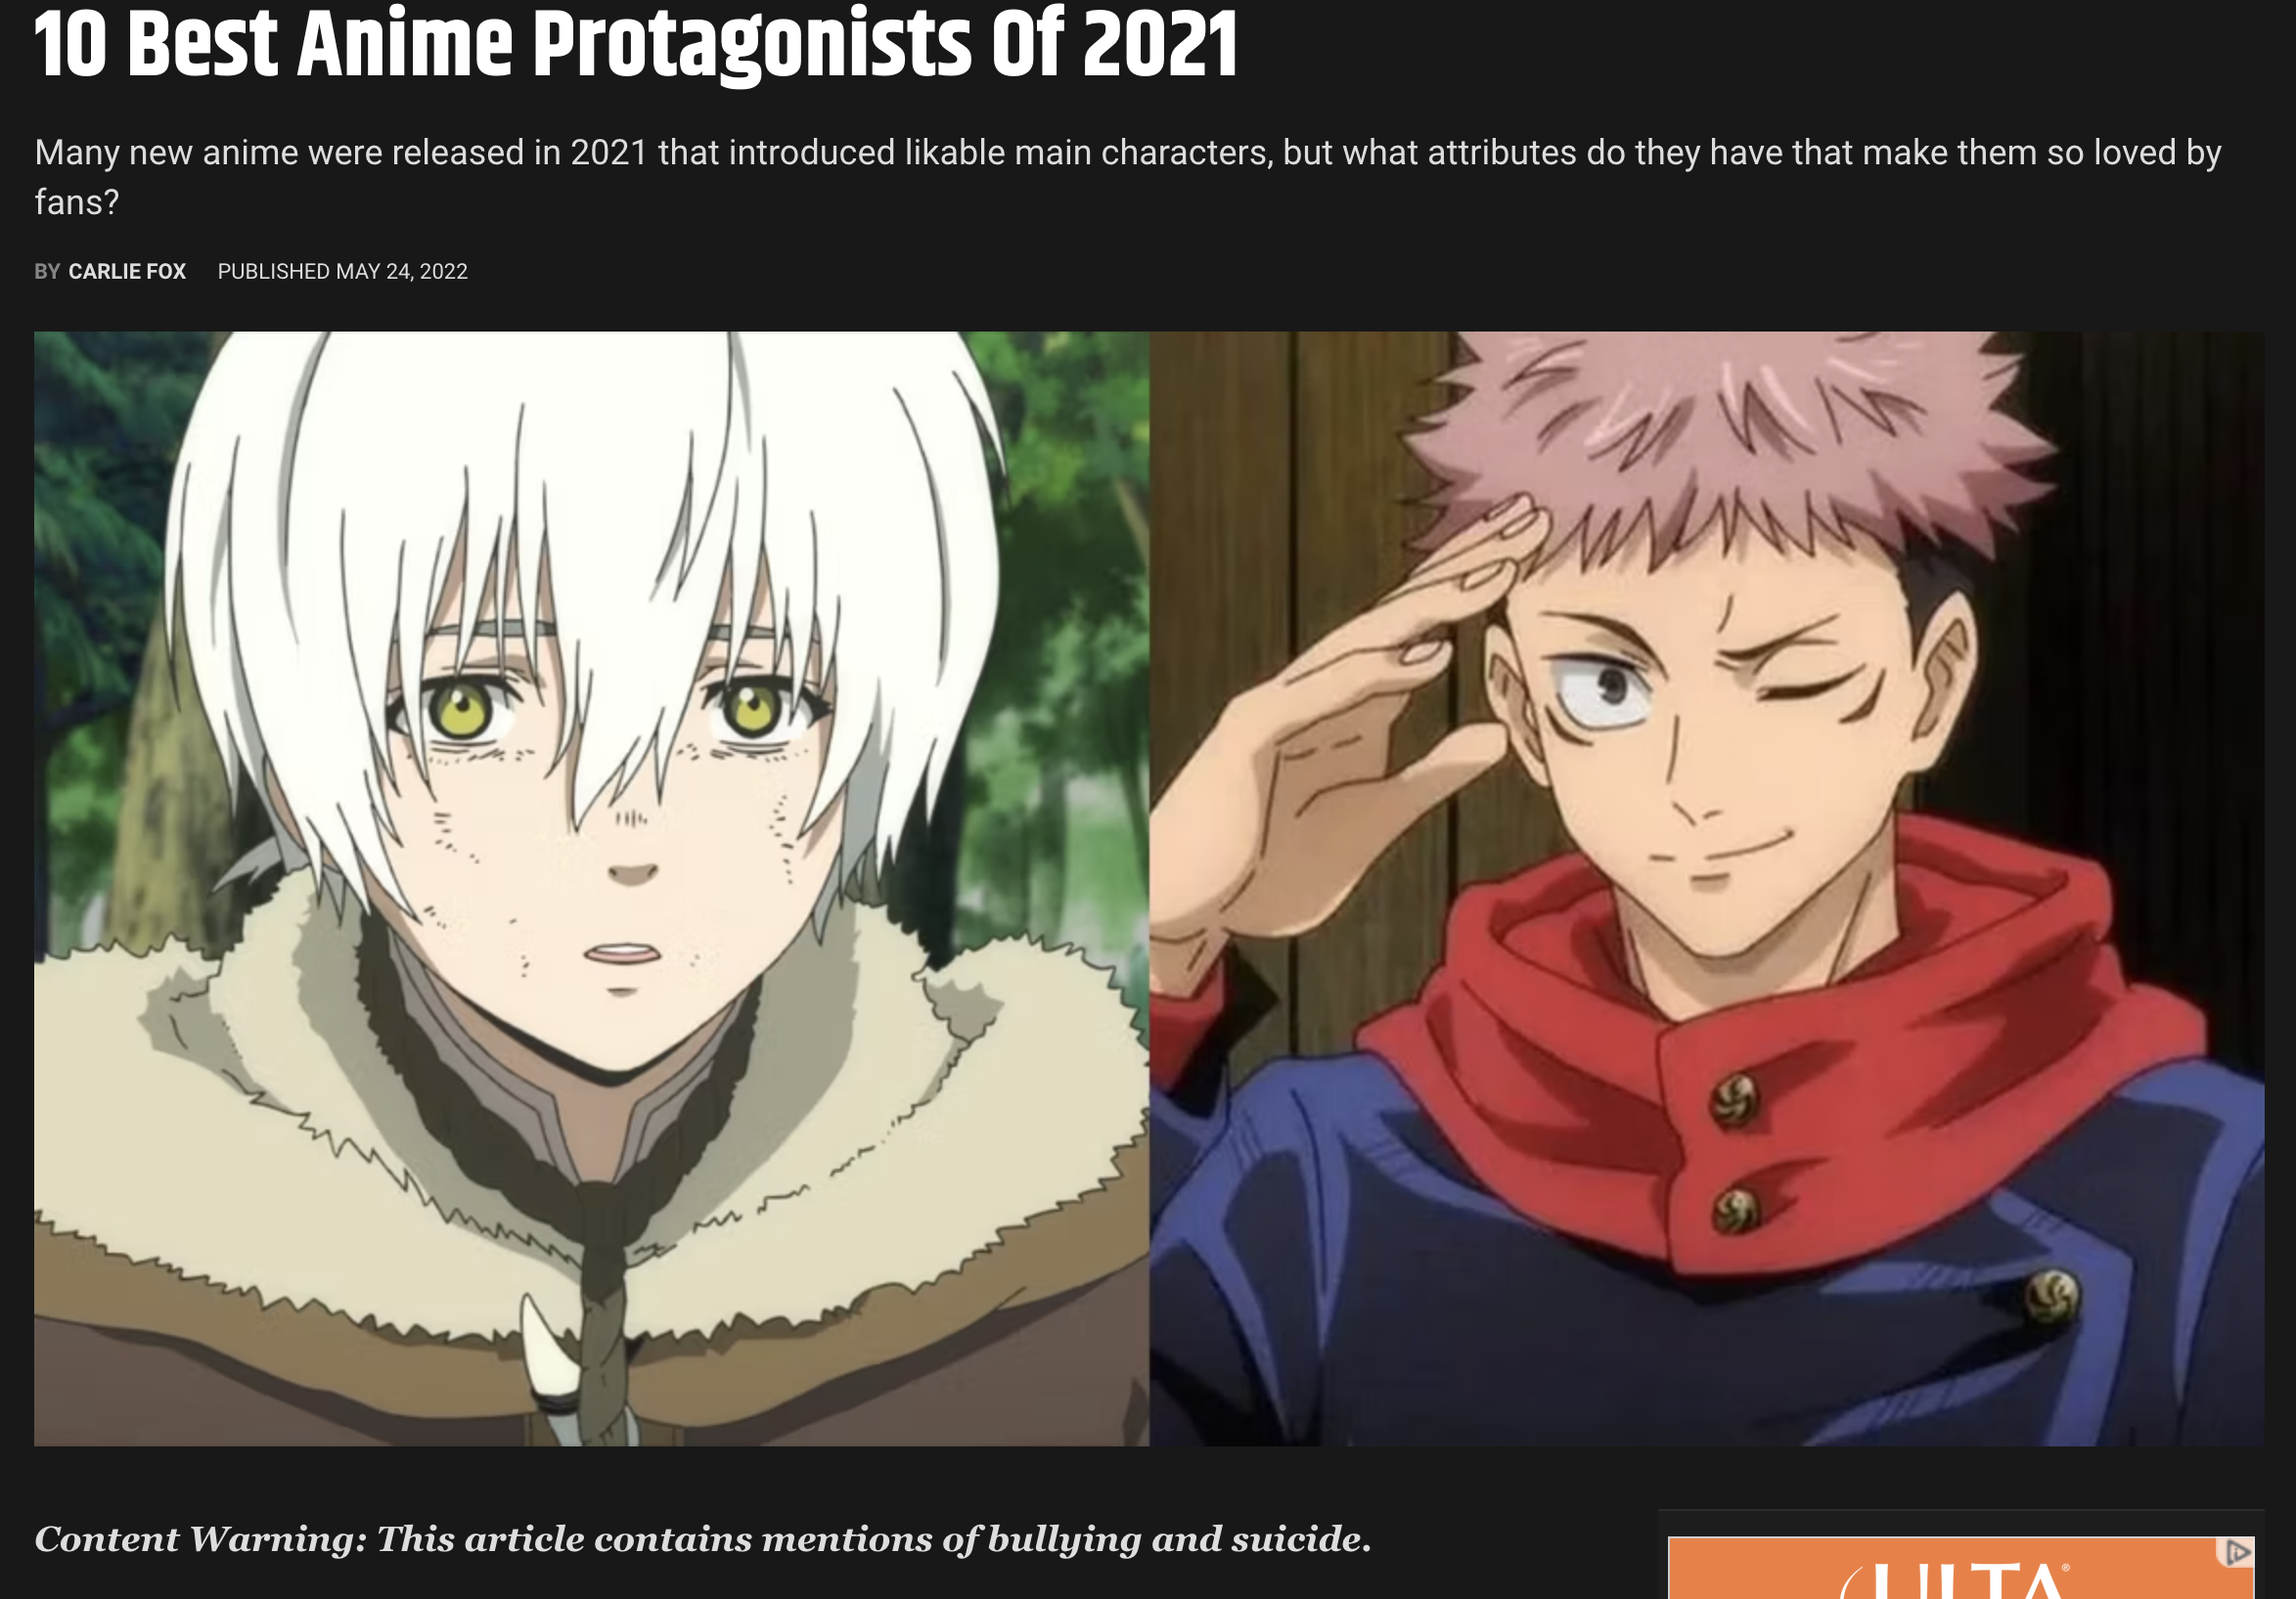 10 Best Anime Protagonists Of 2021
Many new anime were released in 2021 that introduced likable main characters, but what attributes do they have that make them so loved by
fans?
BY CARLIE FOX PUBLISHED MAY 24, 2022
Content Warning: This article contains mentions of bullying and suicide.
ULTA®